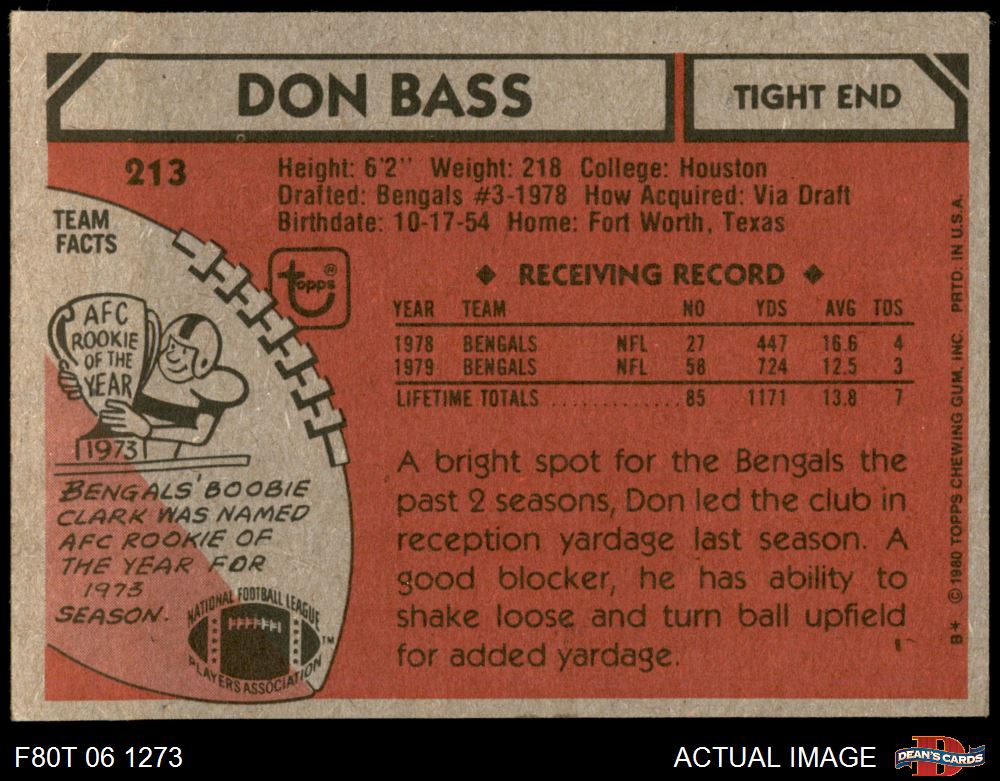 DON BASS
TIGHT END
213
Height: 6'2" Weight: 218 College: Houston
Drafted: Bengals #3-1978 How Acquired: Via Draft
Birthdate: 10-17-54 Home: Fort Worth, Texas
TEAM
FACTS
topps®
AFC
ROOKIE
OF THE
YEAR
1973
BENGALS' BOOBIE
CLARK WAS NAMED
AFC ROOKIE OF
THE YEAR FOR
1973
SEASON.
NATIONAL FOOTBALL LEAGUE
PLAYERS ASSOCIATION
TM
◆ RECEIVING RECORD ◆
YEAR TEAM NO YDS AVG TDS
1978 BENGALS NFL 27 447 16.6 4
1979 BENGALS NFL 58 724 12.5 3
LIFETIME TOTALS ............. 85 1171 13.8 7
A bright spot for the Bengals the
past 2 seasons, Don led the club in
reception yardage last season. A
good blocker, he has ability to
shake loose and turn ball upfield
for added yardage.
B* © 1980 TOPPS CHEWING GUM, INC. PRTD. IN U.S.A.
F80T 06 1273
ACTUAL IMAGE
D
DEAN'S CARDS